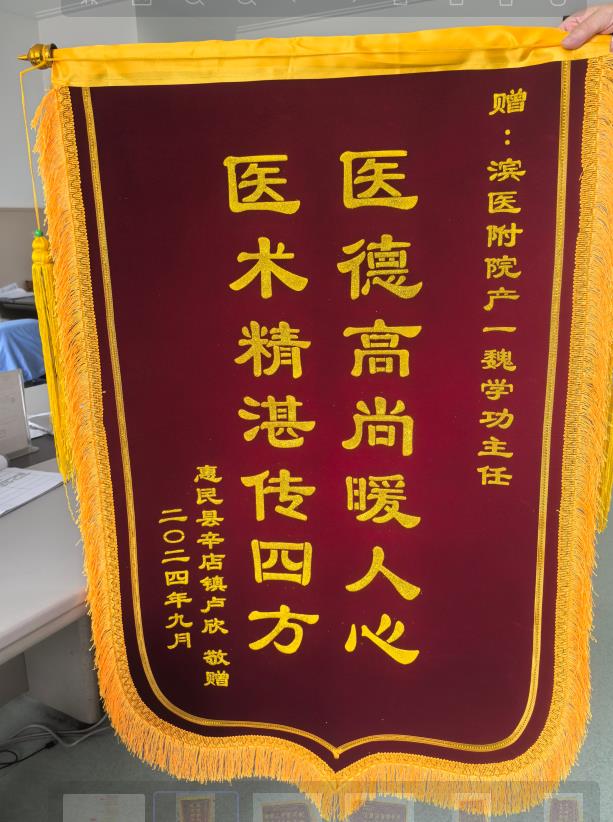 赠：滨医附院产一魏学功主任
医德高尚暖人心
医术精湛传四方
惠民县辛店镇卢欣 敬赠
二〇二四年九月